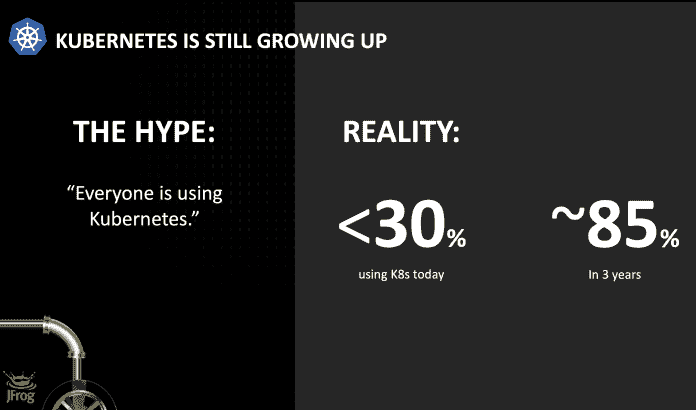 KUBERNETES IS STILL GROWING UP
THE HYPE:
“Everyone is using
Kubernetes.”
REALITY:
<30%
using K8s today
~85%
In 3 years
JFrog